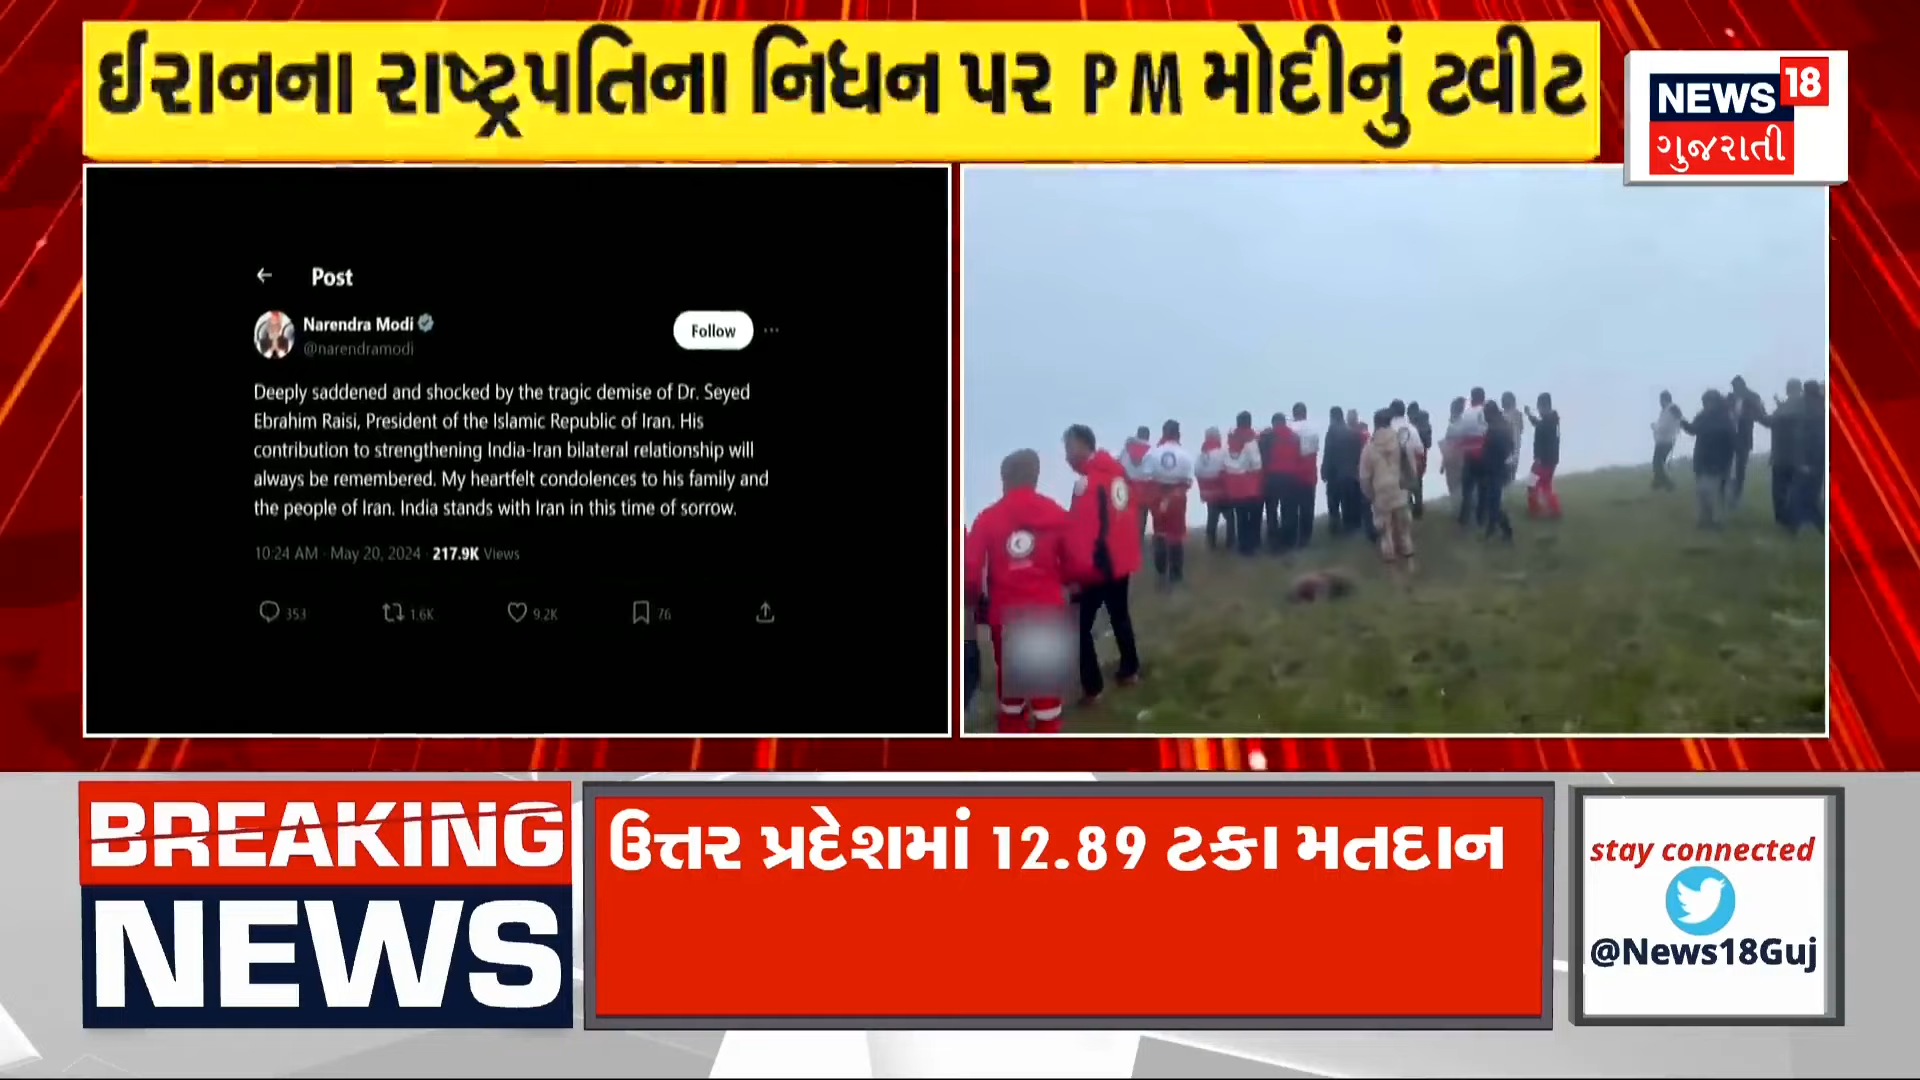 ઈરાનના રાષ્ટ્રપતિના નિધન પર PM મોદીનું ટ્વીટ
NEWS 18
ગુજરાતી
Post
Narendra Modi
@narendramodi
Follow
Deeply saddened and shocked by the tragic demise of Dr. Seyed
Ebrahim Raisi, President of the Islamic Republic of Iran. His
contribution to strengthening India-Iran bilateral relationship will
always be remembered. My heartfelt condolences to his family and
the people of Iran. India stands with Iran in this time of sorrow.
10:24 AM · May 20, 2024 · 217.9K Views
353 1.6K 9.2K 76
BREAKING
NEWS
ઉત્તર પ્રદેશમાં 12.89 ટકા મતદાન
stay connected
@News18Guj